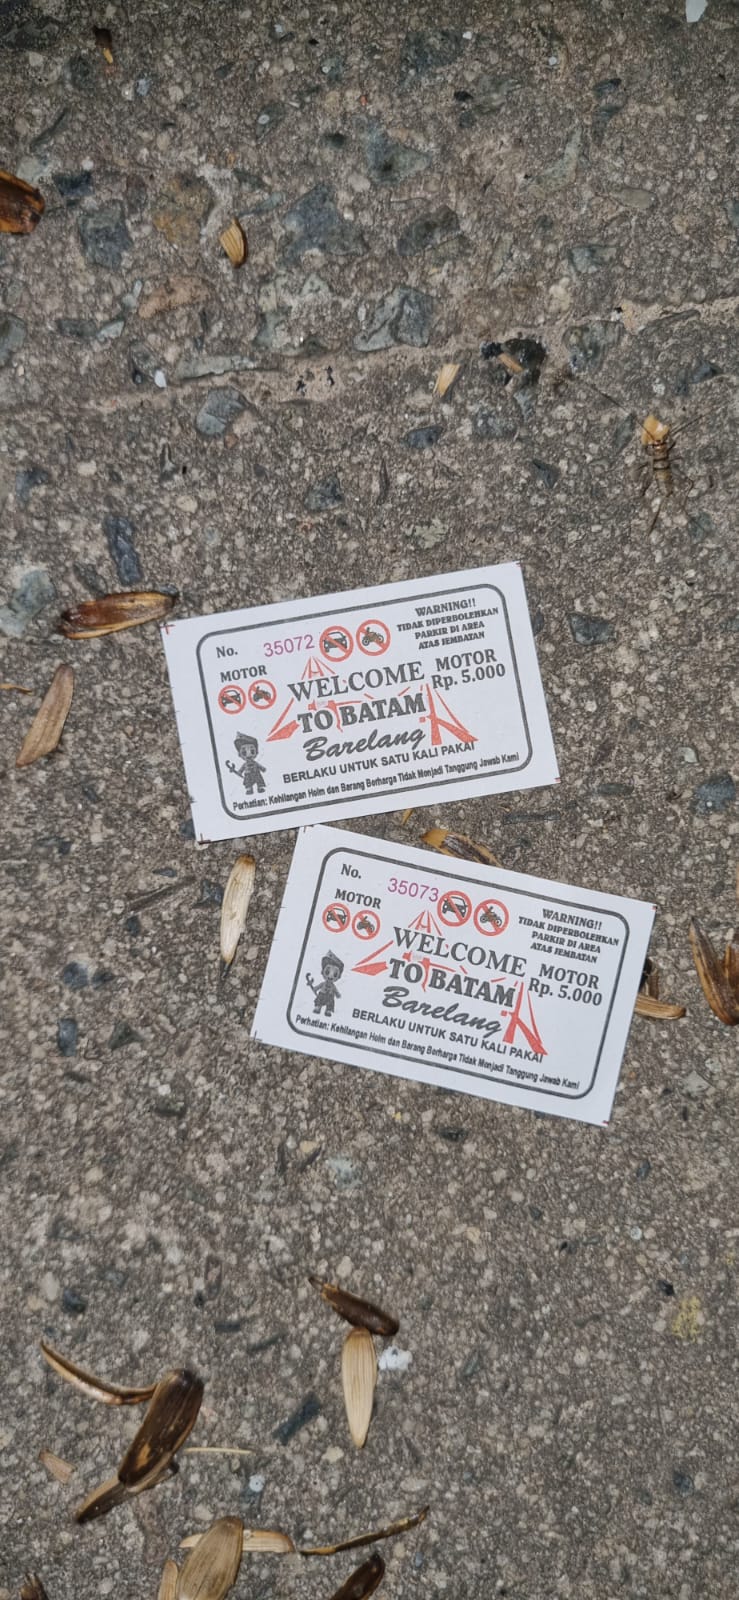 No. 35072
WARNING!!
TIDAK DIPERBOLEHKAN
PARKIR DI AREA
ATAS JEMBATAN
MOTOR
WELCOME
TO BATAM
Barelang
MOTOR
Rp. 5.000
BERLAKU UNTUK SATU KALI PAKAI
Perhatian: Kehilangan Helm dan Barang Berharga Tidak Menjadi Tanggung Jawab Kami
No. 35073
WARNING!!
TIDAK DIPERBOLEHKAN
PARKIR DI AREA
ATAS JEMBATAN
MOTOR
WELCOME
TO BATAM
Barelang
MOTOR
Rp. 5.000
BERLAKU UNTUK SATU KALI PAKAI
Perhatian: Kehilangan Helm dan Barang Berharga Tidak Menjadi Tanggung Jawab Kami